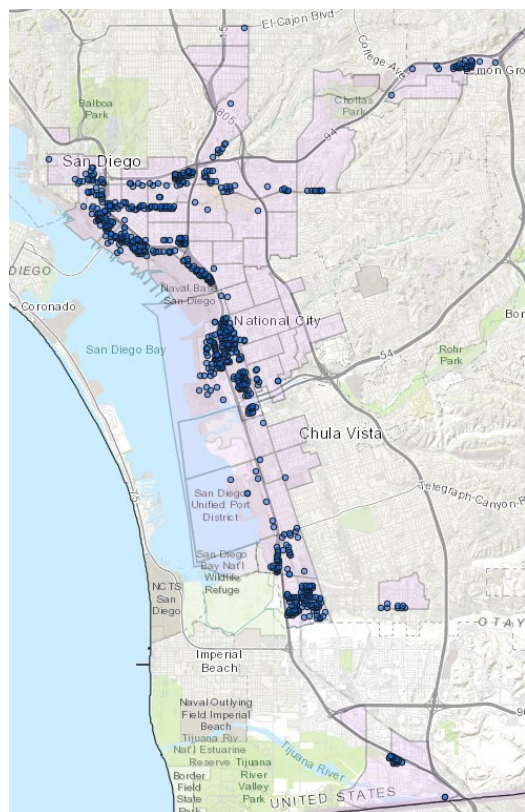 El-Cajon Blvd
15
College Ave
Lemon Gro
Balboa
Park
805
Chollas
Park
94
San Diego
DIEGO
Naval Base
San Diego
Coronado
National City
Bor
San Diego Bay
54
Rohr
Park
Chula Vista
75
Telegraph-Canyon-R
San Diego
Unified Port
District
San Diego
Bay Nat'l
Wildlife
Refuge
NCTS
San
Diego
OTAY
Imperial
Beach
Naval Outlying
Field Imperial
Beach
Tijuana Riv.
Nat'l Estuarine
Reserve
Tijuana River
Border
Field
State
Park
Tijuana
River
Valley
Park
UNITED STATES